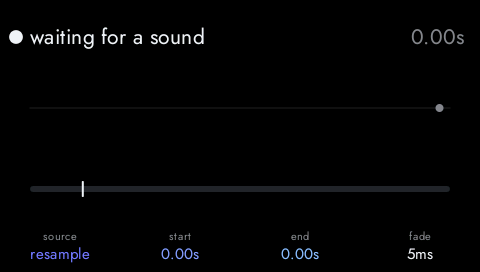 waiting for a sound 0.00s
source start end fade
resample 0.00s 0.00s 5ms